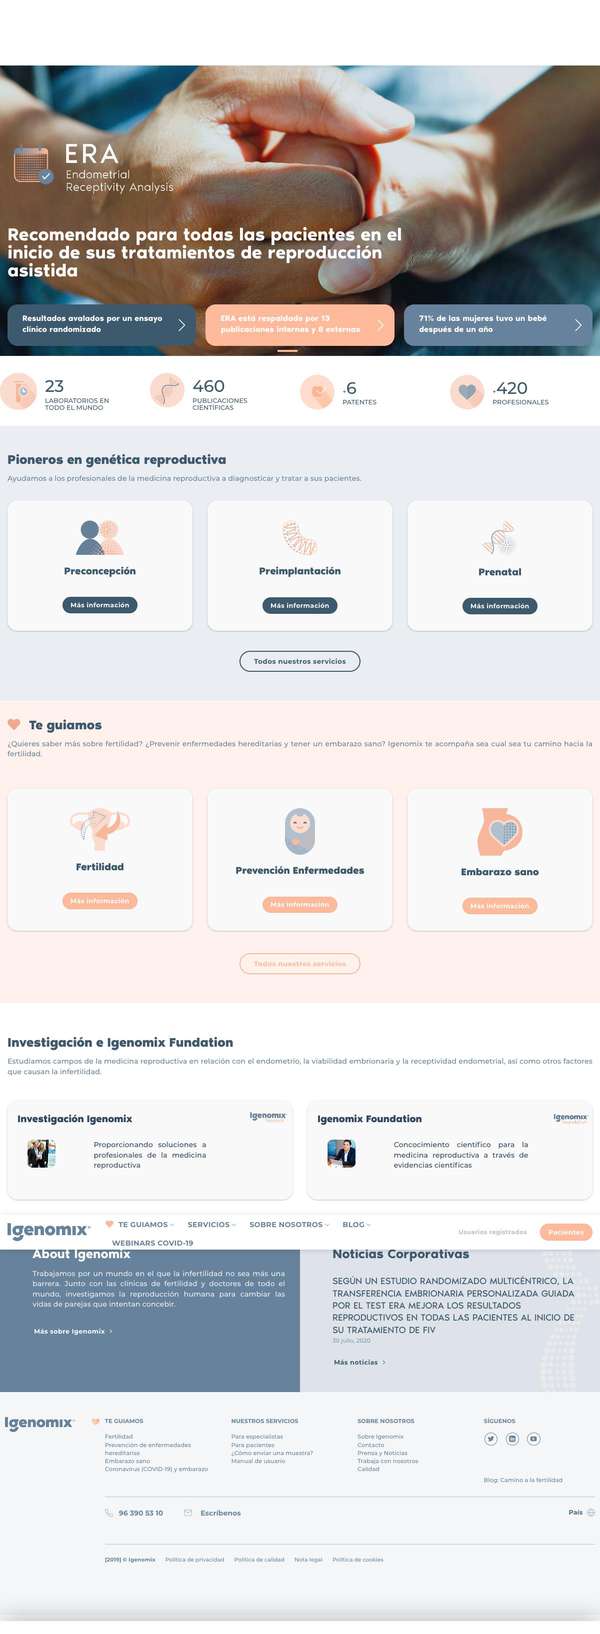 ERA
Endometrial
Receptivity Analysis
Recomendado para todas las pacientes en el
inicio de sus tratamientos de reproducción
asistida
Resultados avalados por un ensayo
clínico randomizado
ERA está respaldado por 13
publicaciones internas y 8 externas
71% de las mujeres tuvo un bebé
después de un año
23
LABORATORIOS EN
TODO EL MUNDO
460
PUBLICACIONES
CIENTÍFICAS
+6
PATENTES
+420
PROFESIONALES
Pioneros en genética reproductiva
Ayudamos a los profesionales de la medicina reproductiva a diagnosticar y tratar a sus pacientes.
Preconcepción
Más información
Preimplantación
Más información
Prenatal
Más información
Todos nuestros servicios
Te guiamos
¿Quieres saber más sobre fertilidad? ¿Prevenir enfermedades hereditarias y tener un embarazo sano? Igenomix te acompaña sea cual sea tu camino hacia la
fertilidad.
Fertilidad
Más información
Prevención Enfermedades
Más información
Embarazo sano
Más información
Todos nuestros servicios
Investigación e Igenomix Fundation
Estudiamos campos de la medicina reproductiva en relación con el endometrio, la viabilidad embrionaria y la receptividad endometrial, así como otros factores
que causan la infertilidad.
Investigación Igenomix
Igenomix
Proporcionando soluciones a
profesionales de la medicina
reproductiva
Igenomix Foundation
Igenomix
Concocimiento científico para la
medicina reproductiva a través de
evidencias científicas
Igenomix
TE GUIAMOS
SERVICIOS
SOBRE NOSOTROS
BLOG
WEBINARS COVID-19
Usuarios registrados
Pacientes
About Igenomix
Trabajamos por un mundo en el que la infertilidad no sea más una
barrera. Junto con las clínicas de fertilidad y doctores de todo el
mundo, investigamos la reproducción humana para cambiar las
vidas de parejas que intentan concebir.
Más sobre Igenomix
Noticias Corporativas
SEGÚN UN ESTUDIO RANDOMIZADO MULTICÉNTRICO, LA
TRANSFERENCIA EMBRIONARIA PERSONALIZADA GUIADA
POR EL TEST ERA MEJORA LOS RESULTADOS
REPRODUCTIVOS EN TODAS LAS PACIENTES AL INICIO DE
SU TRATAMIENTO DE FIV
30 julio, 2020
Más noticias
Igenomix
TE GUIAMOS
Fertilidad
Prevención de enfermedades
hereditarias
Embarazo sano
Coronavirus (COVID-19) y embarazo
NUESTROS SERVICIOS
Para especialistas
Para pacientes
¿Cómo enviar una muestra?
Manual de usuario
SOBRE NOSOTROS
Sobre Igenomix
Contacto
Prensa y Noticias
Trabaja con nosotros
Calidad
SÍGUENOS
Blog: Camino a la fertilidad
96 390 53 10
Escríbenos
País
[2019] © Igenomix
Política de privacidad
Política de calidad
Nota legal
Política de cookies